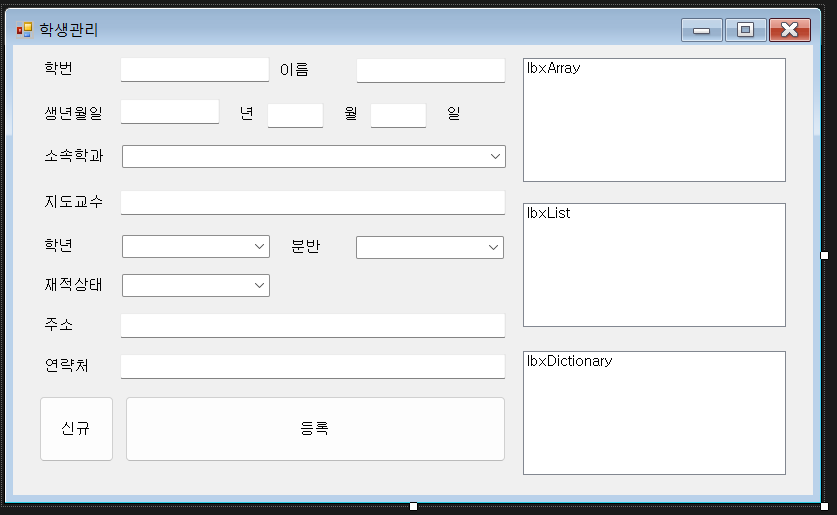 학생관리
학번
이름
생년월일
년
월
일
소속학과
지도교수
학년
분반
재적상태
주소
연락처
신규
등록
lbxArray
lbxList
lbxDictionary